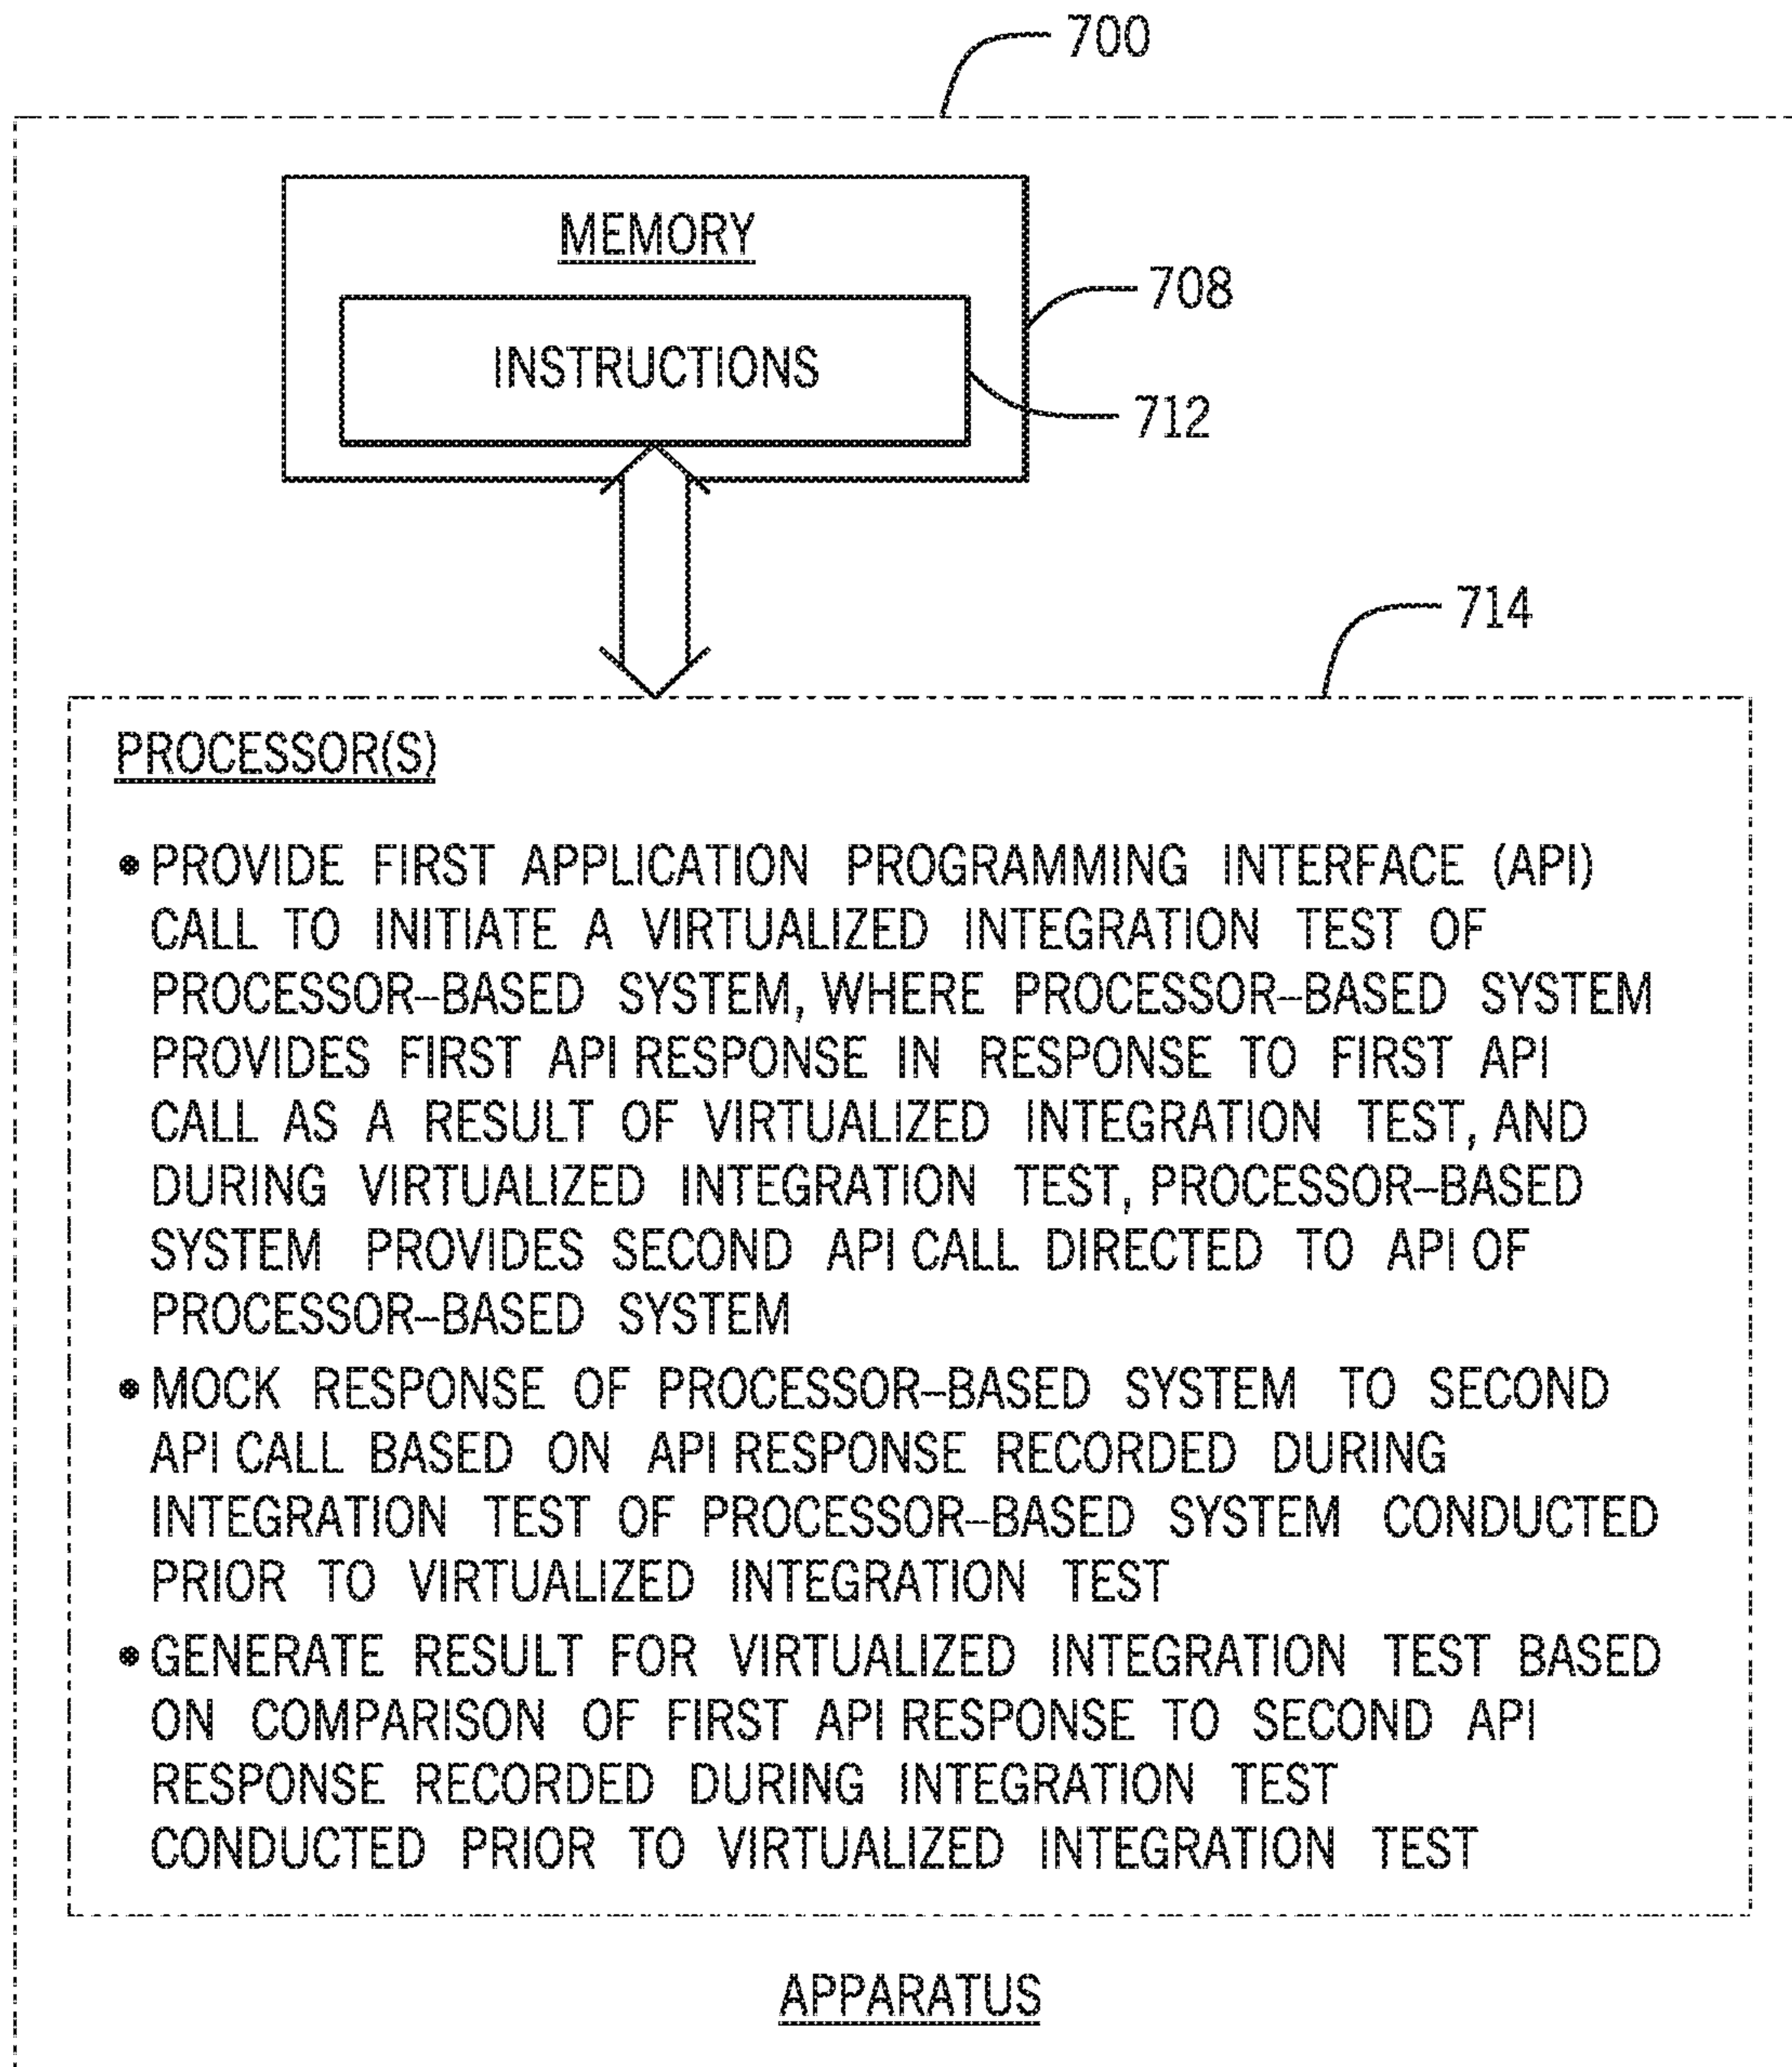 700
MEMORY
708
INSTRUCTIONS
712
714
PROCESSOR(S)
• PROVIDE FIRST APPLICATION PROGRAMMING INTERFACE (API)
CALL TO INITIATE A VIRTUALIZED INTEGRATION TEST OF
PROCESSOR–BASED SYSTEM, WHERE PROCESSOR–BASED SYSTEM
PROVIDES FIRST API RESPONSE IN RESPONSE TO FIRST API
CALL AS A RESULT OF VIRTUALIZED INTEGRATION TEST, AND
DURING VIRTUALIZED INTEGRATION TEST, PROCESSOR–BASED
SYSTEM PROVIDES SECOND API CALL DIRECTED TO API OF
PROCESSOR–BASED SYSTEM
• MOCK RESPONSE OF PROCESSOR–BASED SYSTEM TO SECOND
API CALL BASED ON API RESPONSE RECORDED DURING
INTEGRATION TEST OF PROCESSOR–BASED SYSTEM CONDUCTED
PRIOR TO VIRTUALIZED INTEGRATION TEST
• GENERATE RESULT FOR VIRTUALIZED INTEGRATION TEST BASED
ON COMPARISON OF FIRST API RESPONSE TO SECOND API
RESPONSE RECORDED DURING INTEGRATION TEST
CONDUCTED PRIOR TO VIRTUALIZED INTEGRATION TEST
APPARATUS